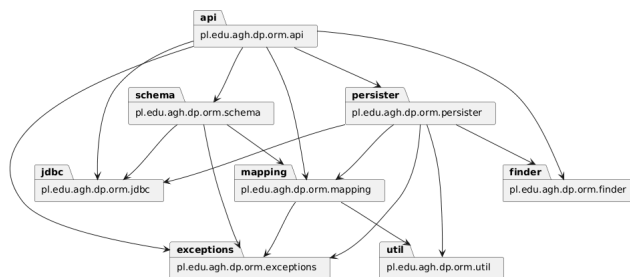 api
pl.edu.agh.dp.orm.api
schema
pl.edu.agh.dp.orm.schema
persister
pl.edu.agh.dp.orm.persister
jdbc
pl.edu.agh.dp.orm.jdbc
mapping
pl.edu.agh.dp.orm.mapping
finder
pl.edu.agh.dp.orm.finder
exceptions
pl.edu.agh.dp.orm.exceptions
util
pl.edu.agh.dp.orm.util